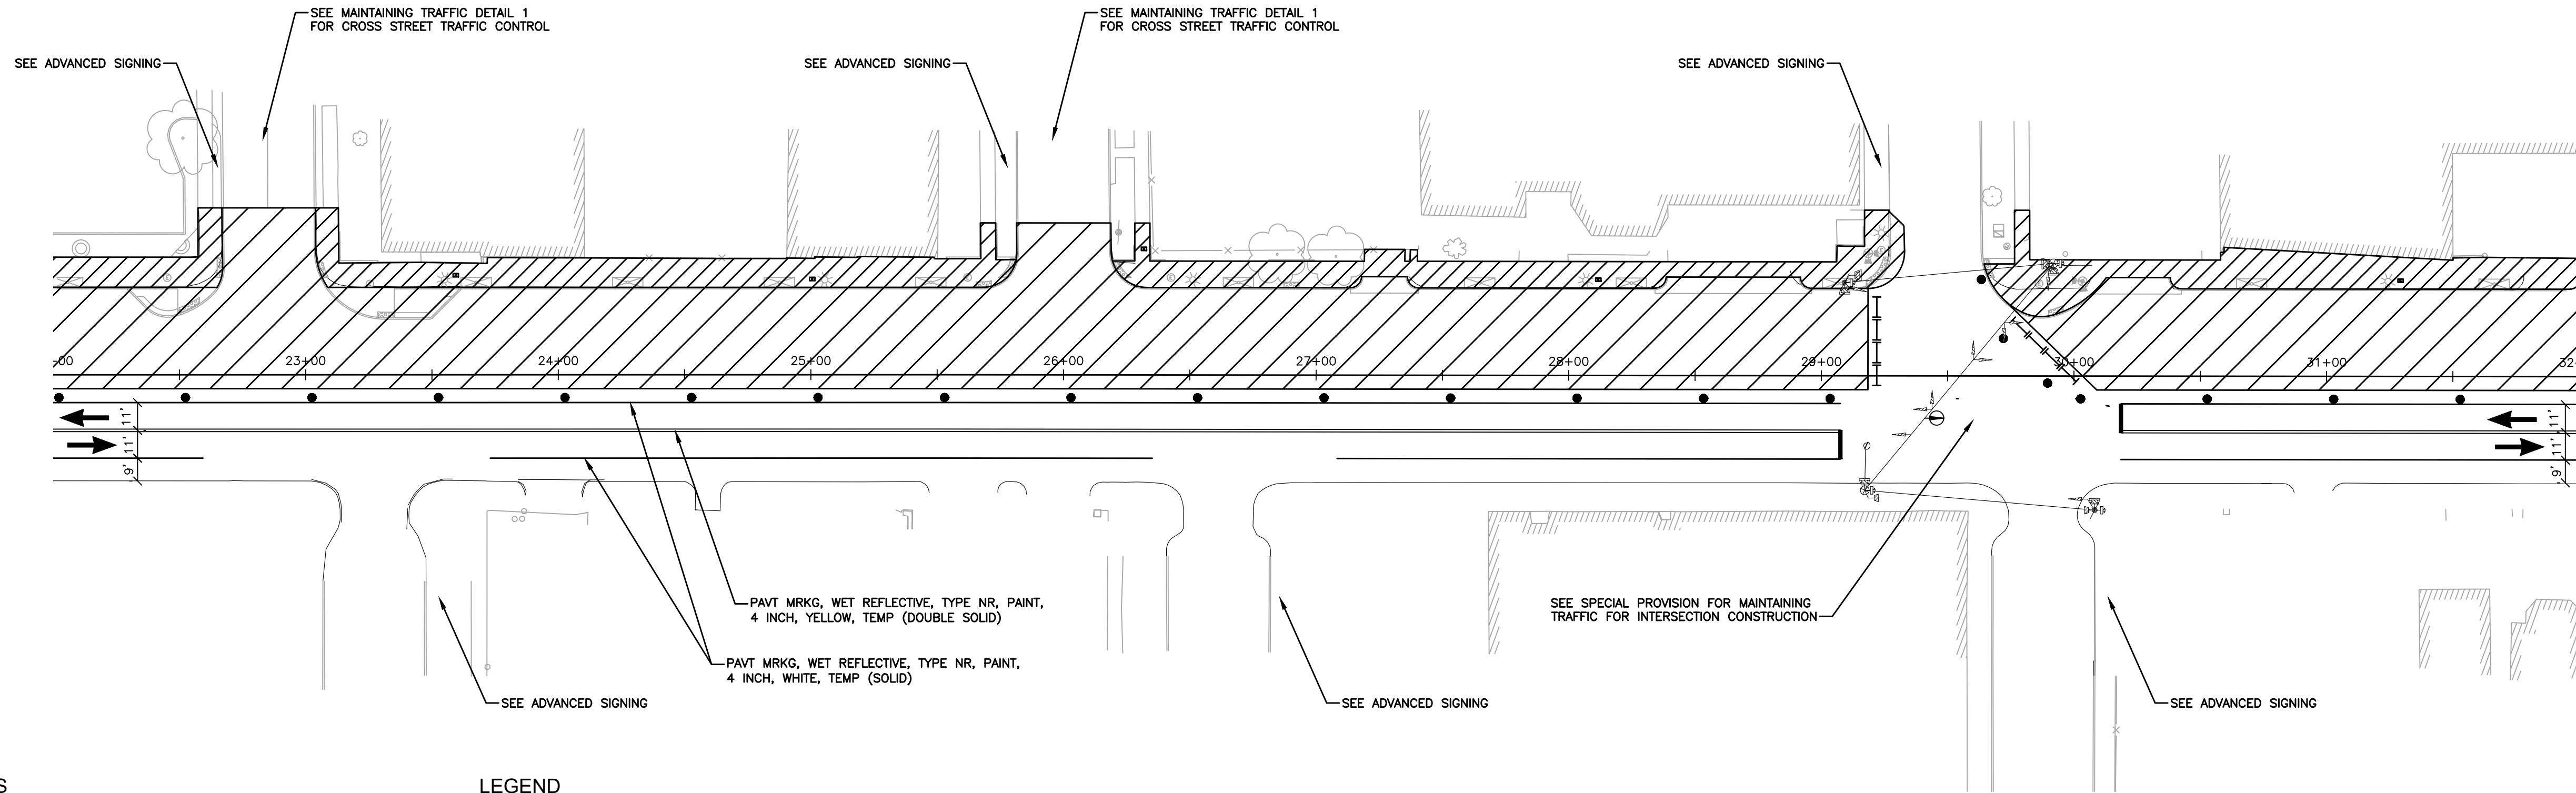 SEE MAINTAINING TRAFFIC DETAIL 1
FOR CROSS STREET TRAFFIC CONTROL
SEE MAINTAINING TRAFFIC DETAIL 1
FOR CROSS STREET TRAFFIC CONTROL
SEE ADVANCED SIGNING
SEE ADVANCED SIGNING
SEE ADVANCED SIGNING
-00
23+00
24+00
25+00
26+00
27+00
28+00
29+00
30+00
31+00
32
11'
11'
9'
11'
11'
9'
PAVT MRKG, WET REFLECTIVE, TYPE NR, PAINT,
4 INCH, YELLOW, TEMP (DOUBLE SOLID)
SEE SPECIAL PROVISION FOR MAINTAINING
TRAFFIC FOR INTERSECTION CONSTRUCTION
PAVT MRKG, WET REFLECTIVE, TYPE NR, PAINT,
4 INCH, WHITE, TEMP (SOLID)
SEE ADVANCED SIGNING
SEE ADVANCED SIGNING
SEE ADVANCED SIGNING
S
LEGEND